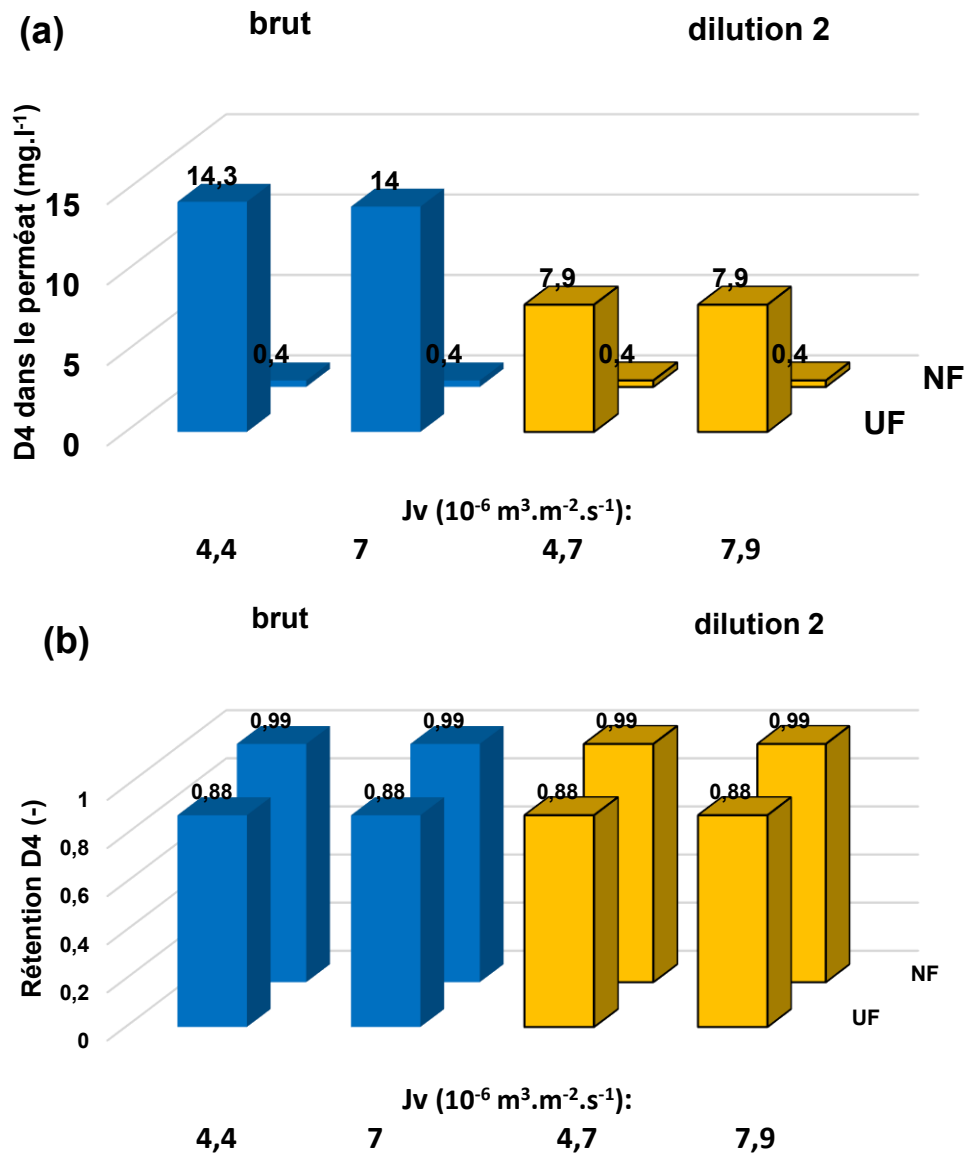 (a)
brut
dilution 2
D4 dans le perméat (mg.l-1)
15
10
5
0
14,3
14
7,9
7,9
0,4
0,4
0,4
0,4
NF
UF
Jv (10-6 m3.m-2.s-1):
4,4 7 4,7 7,9
(b)
brut
dilution 2
Rétention D4 (-)
1
0,8
0,6
0,4
0,2
0
0,99
0,99
0,99
0,99
0,88
0,88
0,88
0,88
NF
UF
Jv (10-6 m3.m-2.s-1):
4,4 7 4,7 7,9